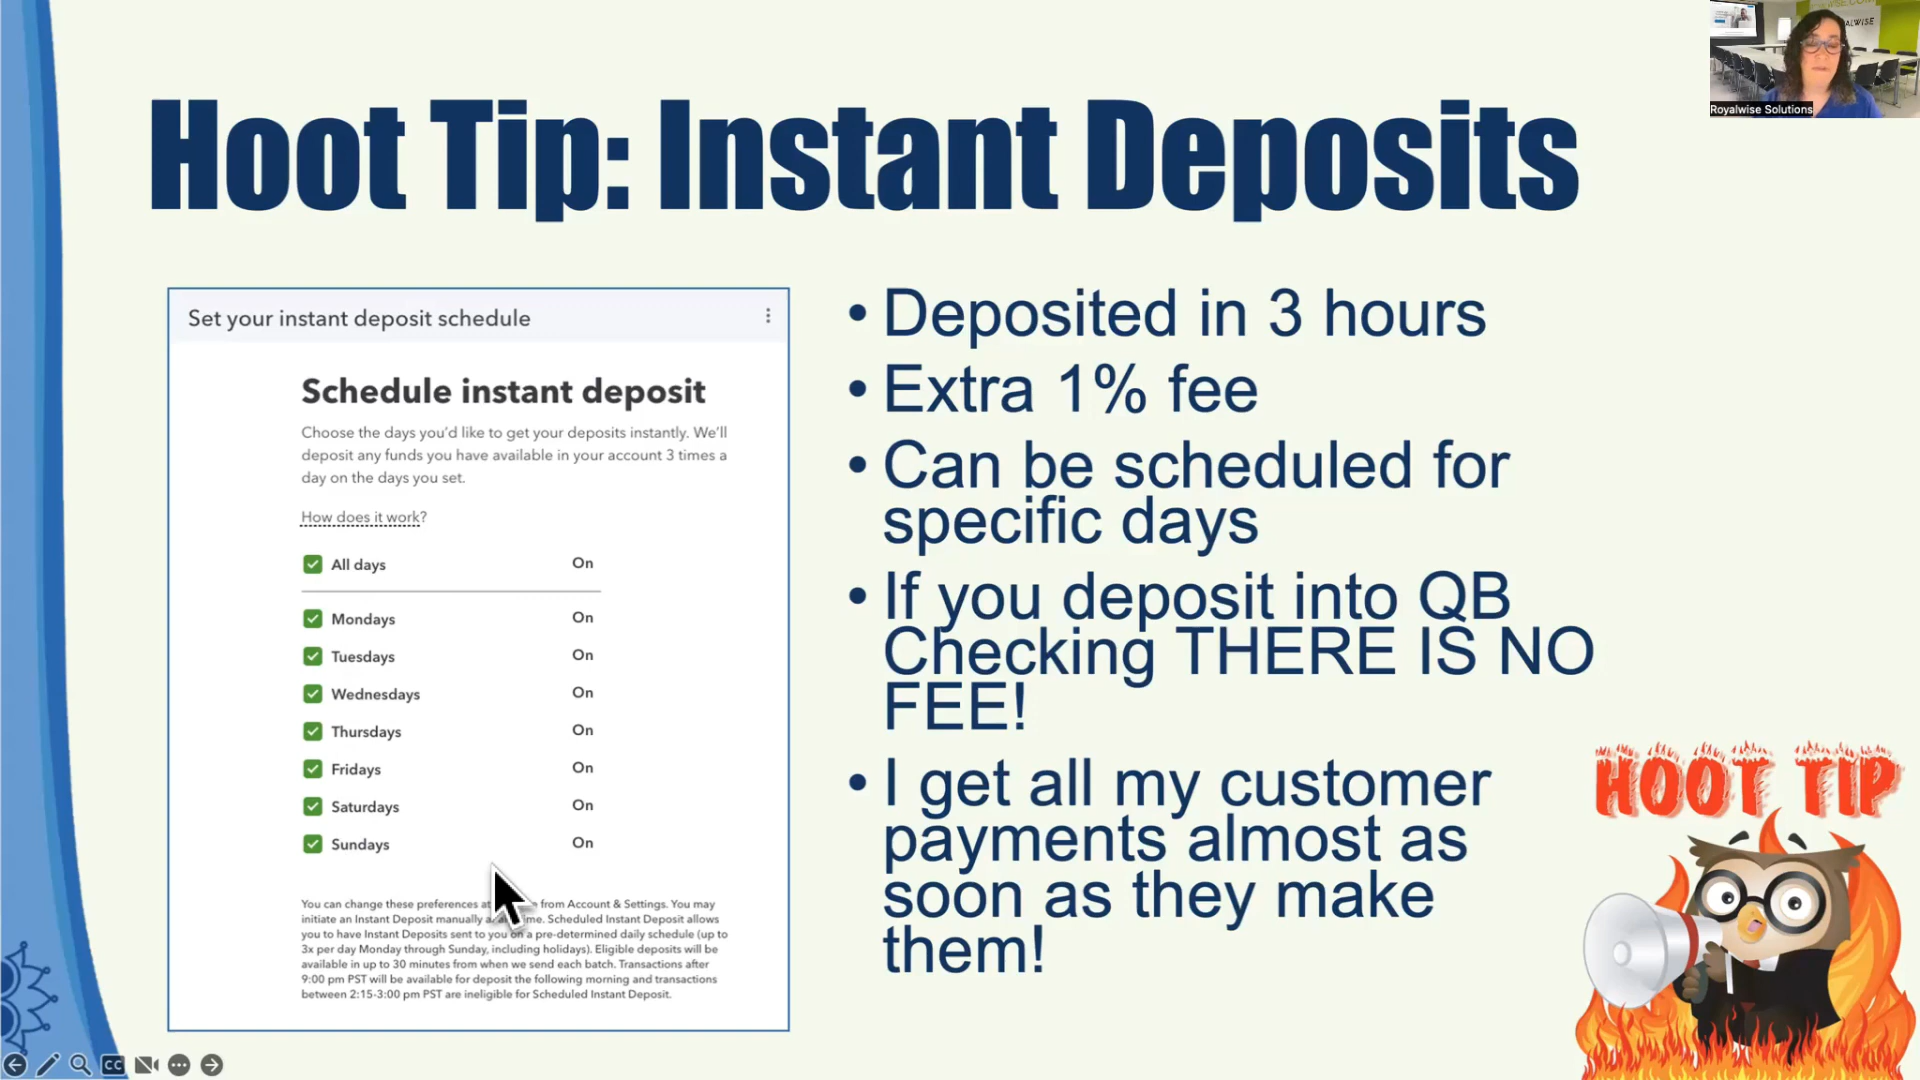 Hoot Tip: Instant Deposits
ALWISE
Royalwise Solutions
Set your instant deposit schedule
Schedule instant deposit
Choose the days you'd like to get your deposits instantly. We'll
deposit any funds you have available in your account 3 times a
day on the days you set.
How does it work?
All days On
Mondays On
Tuesdays On
Wednesdays On
Thursdays On
Fridays On
Saturdays On
Sundays On
You can change these preferences from Account & Settings. You may
initiate an Instant Deposit manually Scheduled Instant Deposit allows
you to have Instant Deposits sent to you on a pre-determined daily schedule (up to
3x per day Monday through Sunday, including holidays). Eligible deposits will be
available in up to 30 minutes from when we send each batch. Transactions after
9:00 pm PST will be available for deposit the following morning and transactions
between 2:15-3:00 pm PST are ineligible for Scheduled Instant Deposit.
• Deposited in 3 hours
• Extra 1% fee
• Can be scheduled for
specific days
• If you deposit into QB
Checking THERE IS NO
FEE!
• I get all my customer
payments almost as
soon as they make
them!
HOOT TIP
CC